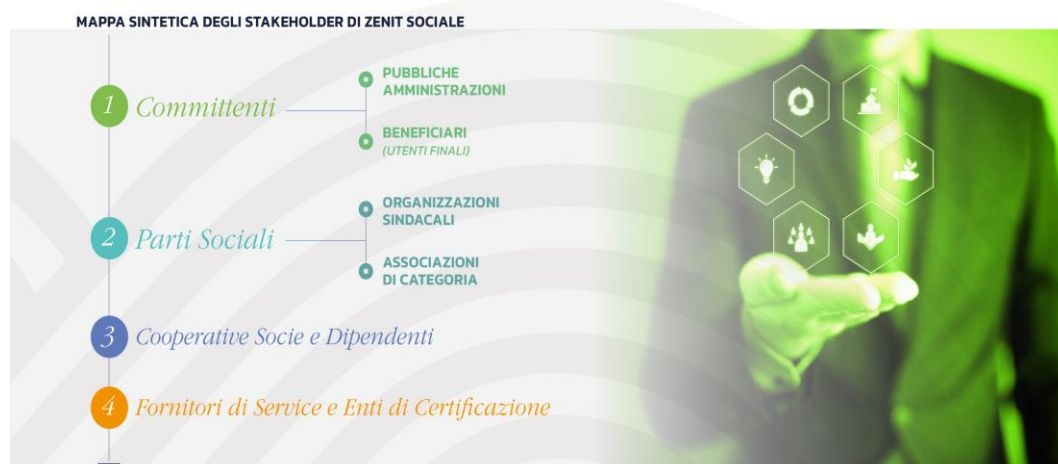 MAPPA SINTETICA DEGLI STAKEHOLDER DI ZENIT SOCIALE
1 Committenti
PUBBLICHE
AMMINISTRAZIONI
BENEFICIARI
(UTENTI FINALI)
2 Parti Sociali
ORGANIZZAZIONI
SINDACALI
ASSOCIAZIONI
DI CATEGORIA
3 Cooperative Socie e Dipendenti
4 Fornitori di Service e Enti di Certificazione